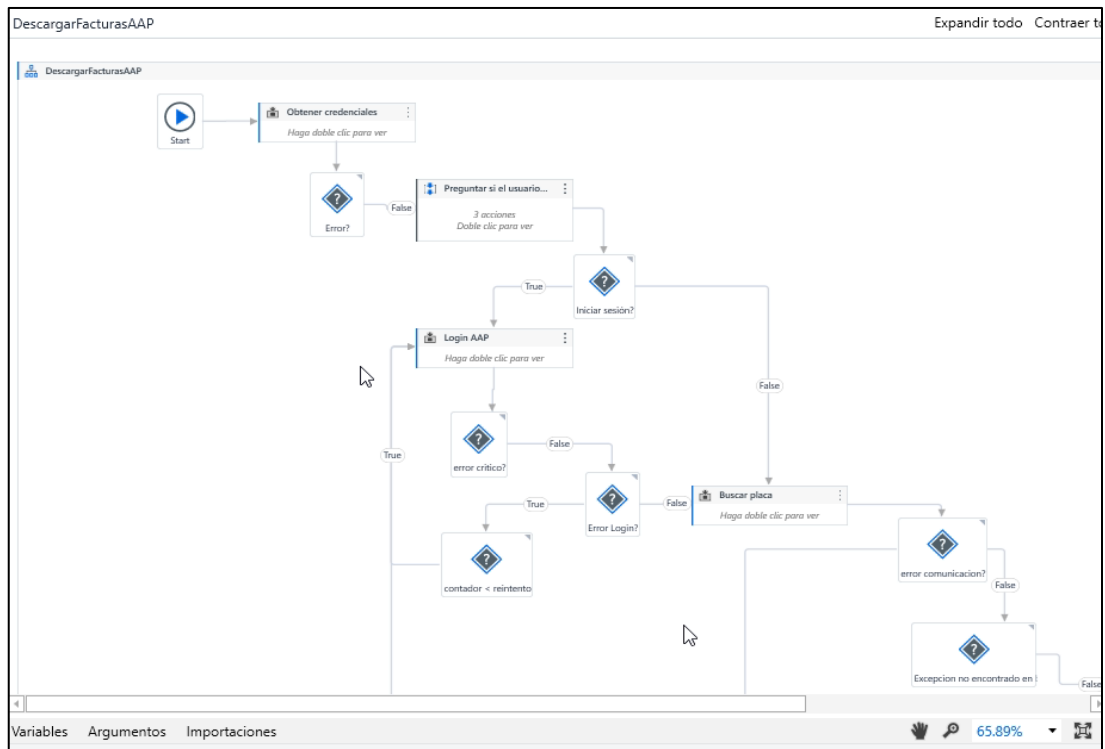 DescargarFacturasAAP
Expandir todo Contraer to
DescargarFacturasAAP
Start
Obtener credenciales
Haga doble clic para ver
Error?
False
Preguntar si el usuario...
3 acciones
Doble clic para ver
Iniciar sesión?
True
False
Login AAP
Haga doble clic para ver
error critico?
False
True
Error Login?
True
False
Buscar placa
Haga doble clic para ver
contador < reintento
error comunicacion?
False
Excepcion no encontrado en
False
Variables Argumentos Importaciones
65.89%